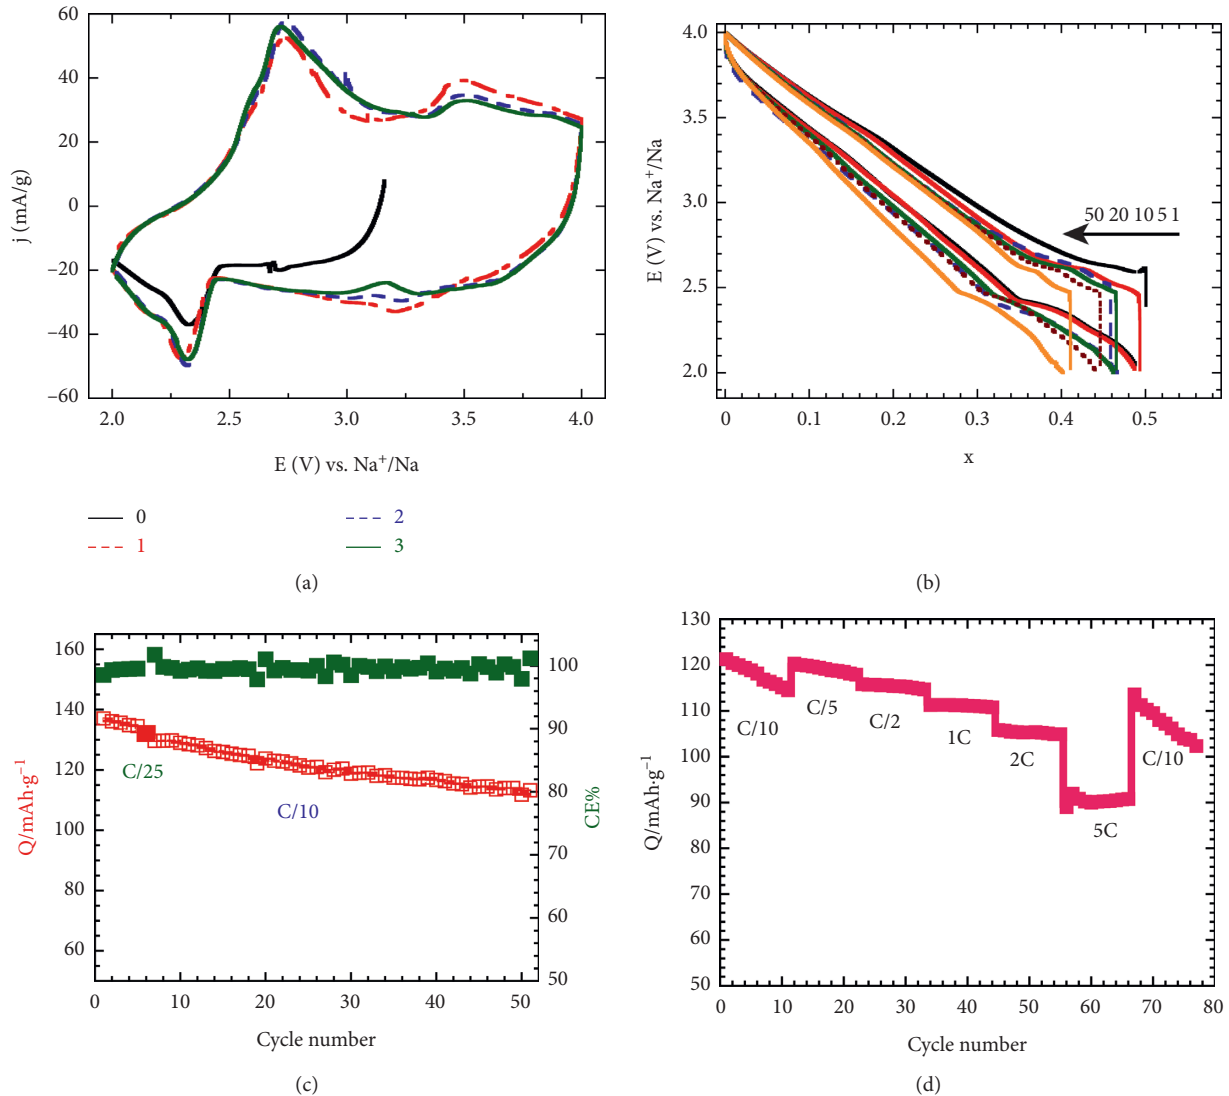 60
40
20
0
−20
−40
−60
j (mA/g)
2.0 2.5 3.0 3.5 4.0
E (V) vs. Na⁺/Na
0
1
2
3
(a)
4.0
3.5
3.0
2.5
2.0
E (V) vs. Na⁺/Na
50 20 10 5 1
0 0.1 0.2 0.3 0.4 0.5
x
(b)
160
140
120
100
80
60
Q/mAh·g⁻¹
C/25
C/10
100
90
80
70
60
50
CE%
0 10 20 30 40 50
Cycle number
(c)
130
120
110
100
90
80
70
60
50
Q/mAh·g⁻¹
C/10
C/5
C/2
1C
2C
5C
C/10
0 10 20 30 40 50 60 70 80
Cycle number
(d)